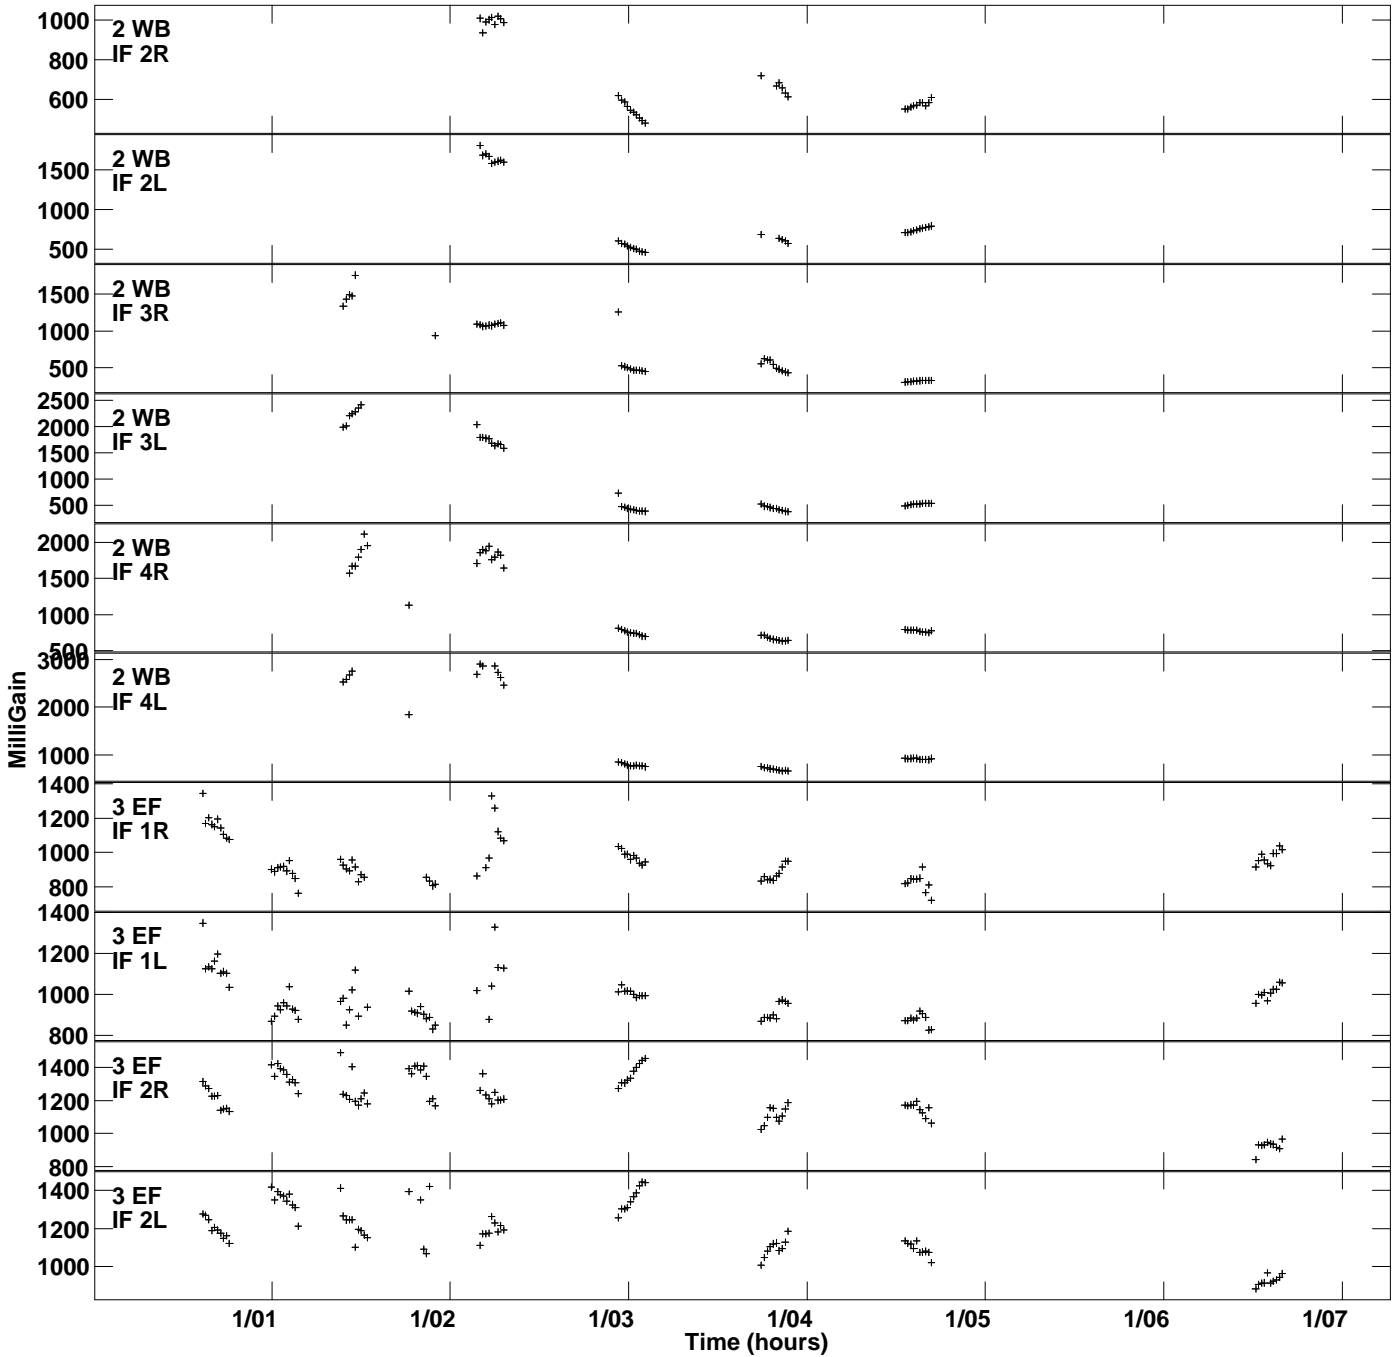 1000
800
600
2 WB
IF 2R
1500
1000
500
2 WB
IF 2L
1500
1000
500
2 WB
IF 3R
2500
2000
1500
1000
500
2 WB
IF 3L
2000
1500
1000
500
2 WB
IF 4R
3000
2000
1000
2 WB
IF 4L
MilliGain
1400
1200
1000
800
3 EF
IF 1R
1400
1200
1000
800
3 EF
IF 1L
1400
1200
1000
800
3 EF
IF 2R
1400
1200
1000
3 EF
IF 2L
1/01 1/02 1/03 1/04 1/05 1/06 1/07
Time (hours)